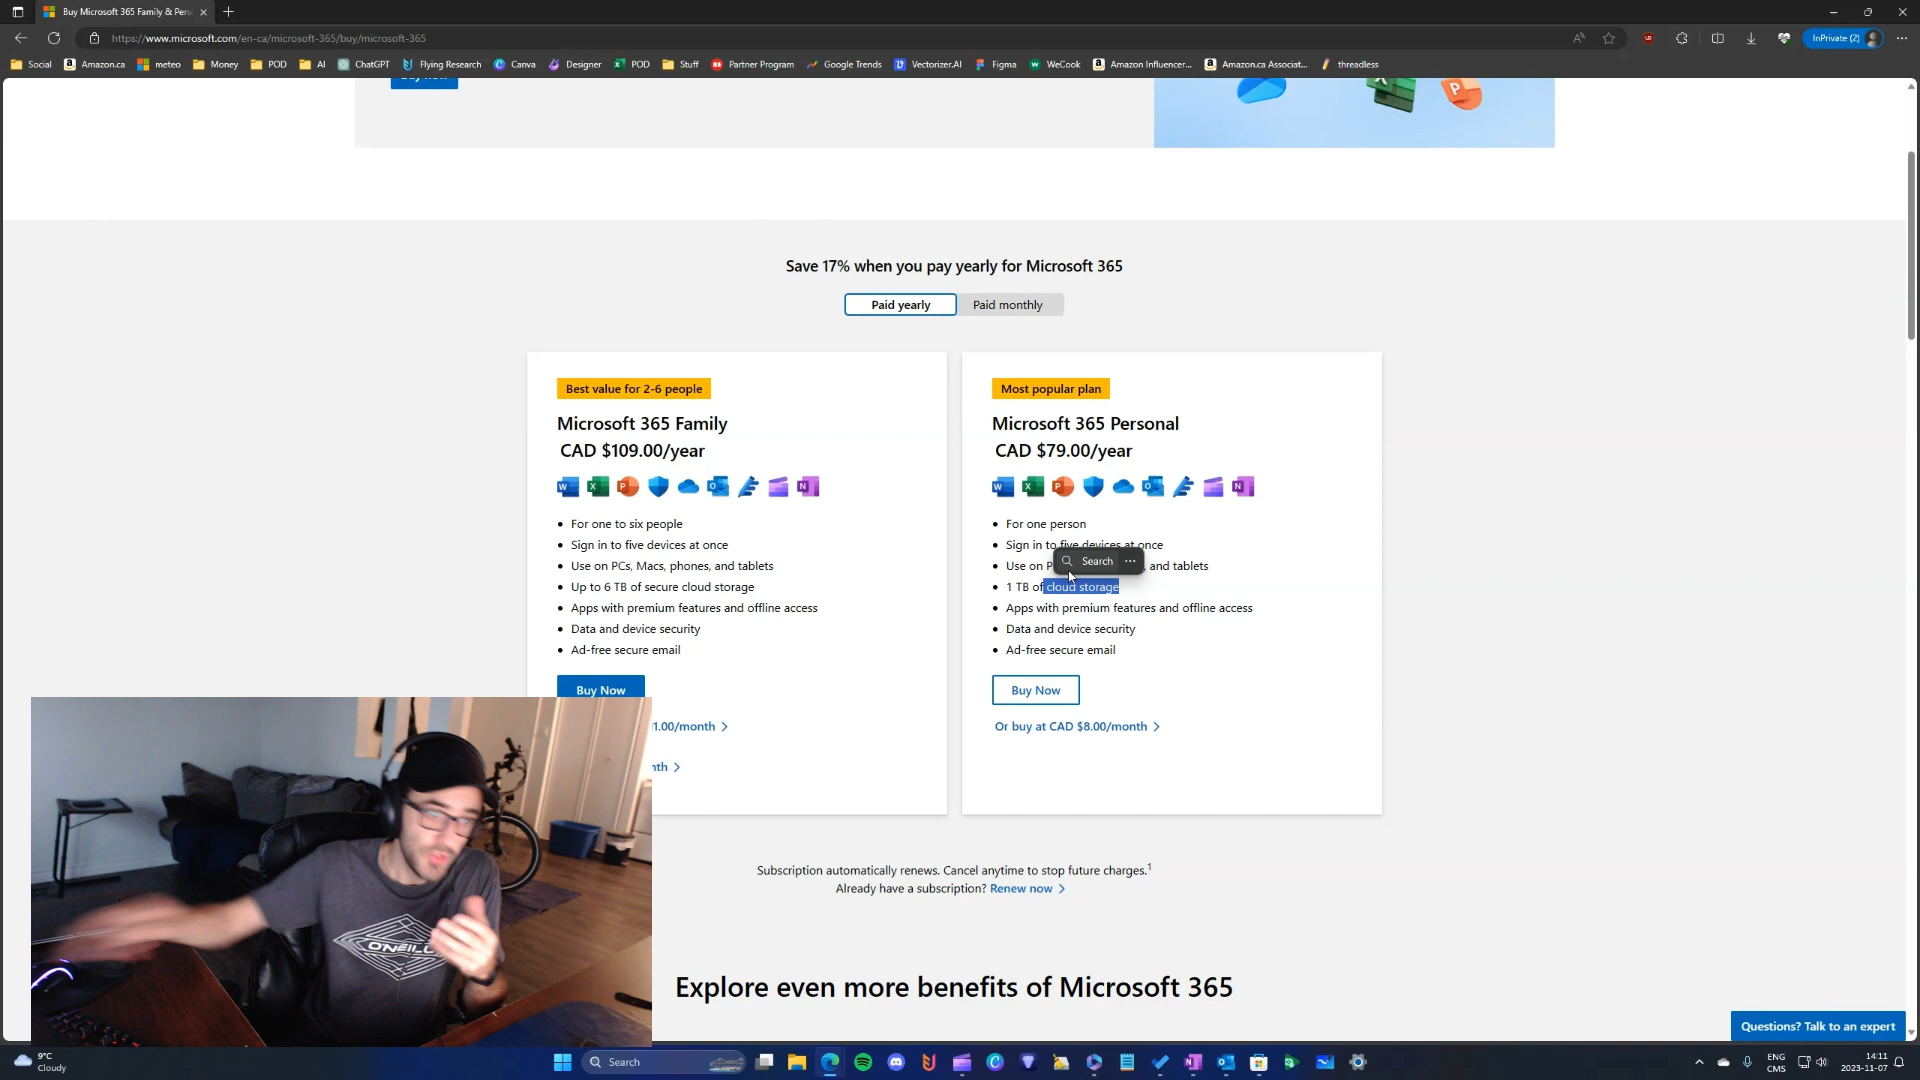 Buy Microsoft 365 Family & Pers
https://www.microsoft.com/en-ca/microsoft-365/buy/microsoft-365
InPrivate (2)
Social
Amazon.ca
meteo
Money
POD
AI
ChatGPT
Flying Research
Canva
Designer
POD
Stuff
Partner Program
Google Trends
Vectorizer.AI
Figma
WeCook
Amazon Influencer...
Amazon.ca Associat...
threadless
Save 17% when you pay yearly for Microsoft 365
Paid yearly
Paid monthly
Best value for 2-6 people
Microsoft 365 Family
CAD $109.00/year
• For one to six people
• Sign in to five devices at once
• Use on PCs, Macs, phones, and tablets
• Up to 6 TB of secure cloud storage
• Apps with premium features and offline access
• Data and device security
• Ad-free secure email
Buy Now
1.00/month >
nth >
Most popular plan
Microsoft 365 Personal
CAD $79.00/year
• For one person
• Sign in to five devices at once
Search ...
• Use on P and tablets
• 1 TB of cloud storage
• Apps with premium features and offline access
• Data and device security
• Ad-free secure email
Buy Now
Or buy at CAD $8.00/month >
Subscription automatically renews. Cancel anytime to stop future charges.1
Already have a subscription? Renew now >
O'NEILL
Explore even more benefits of Microsoft 365
Questions? Talk to an expert
9°C
Cloudy
Search
ENG
CMS
14:11
2023-11-07